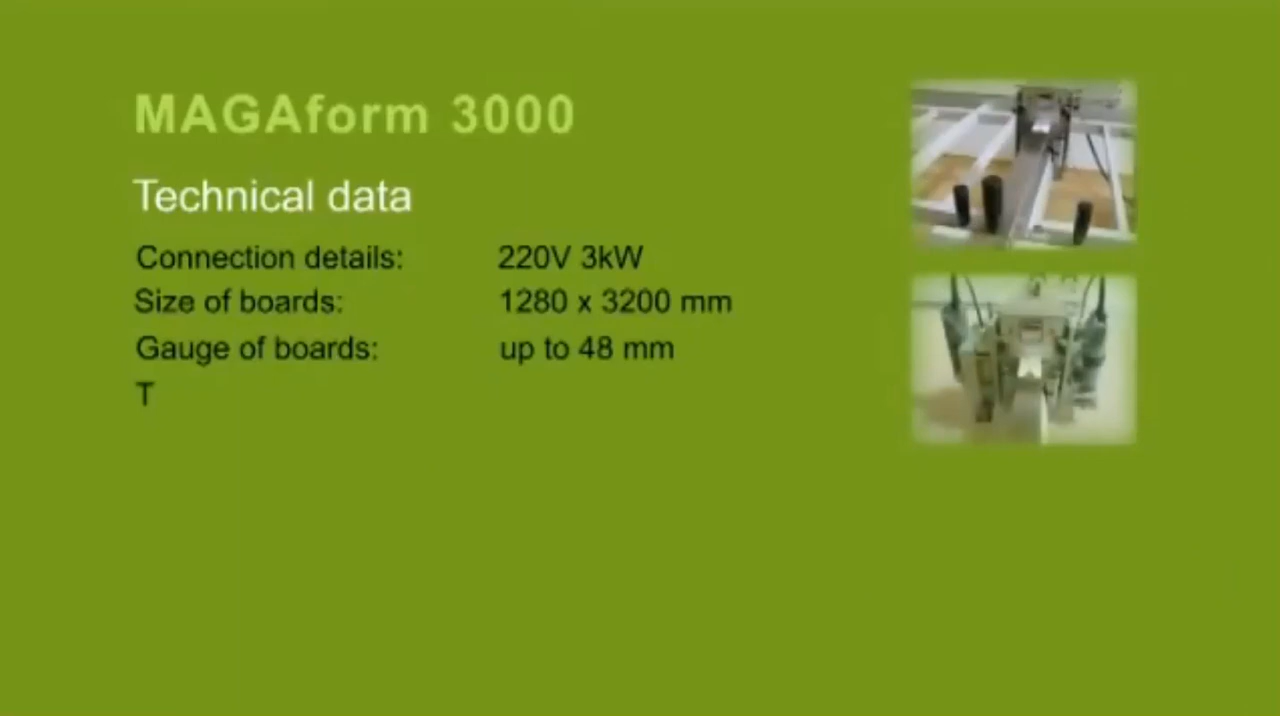 MAGAform 3000
Technical data
Connection details: 220V 3kW
Size of boards: 1280 x 3200 mm
Gauge of boards: up to 48 mm
T